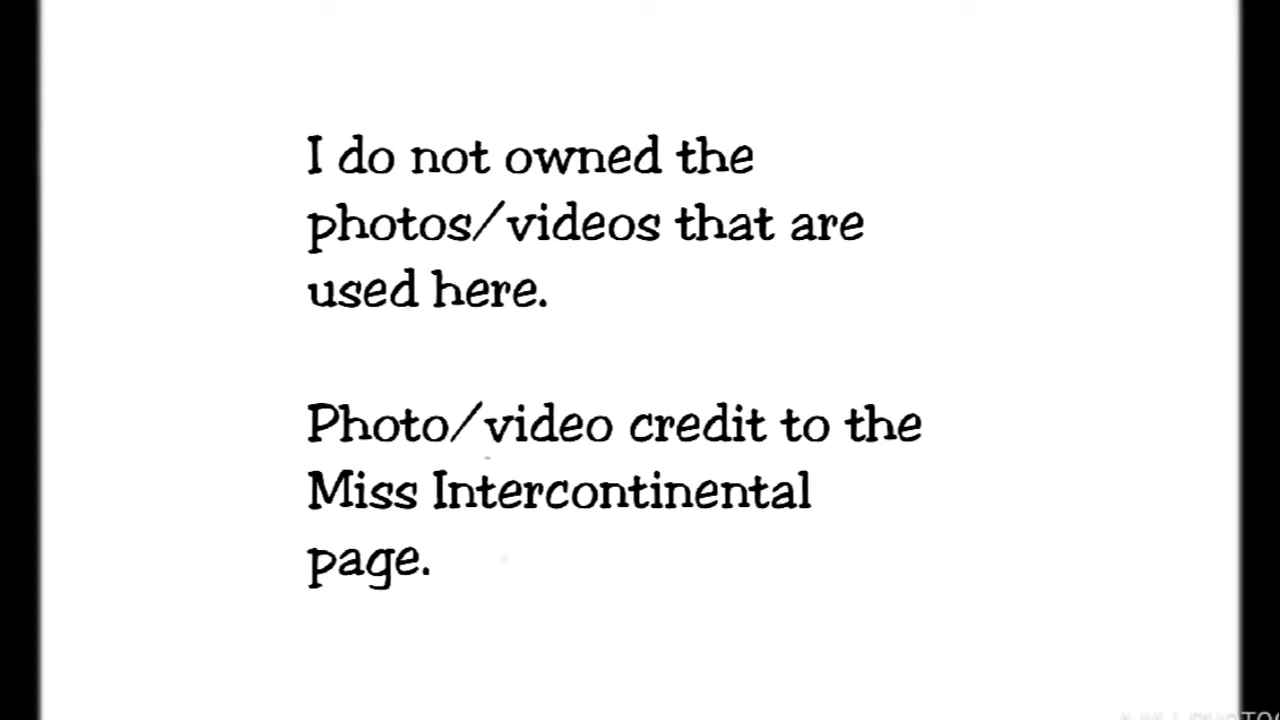 I do not owned the
photos/videos that are
used here.
Photo/video credit to the
Miss Intercontinental
page.